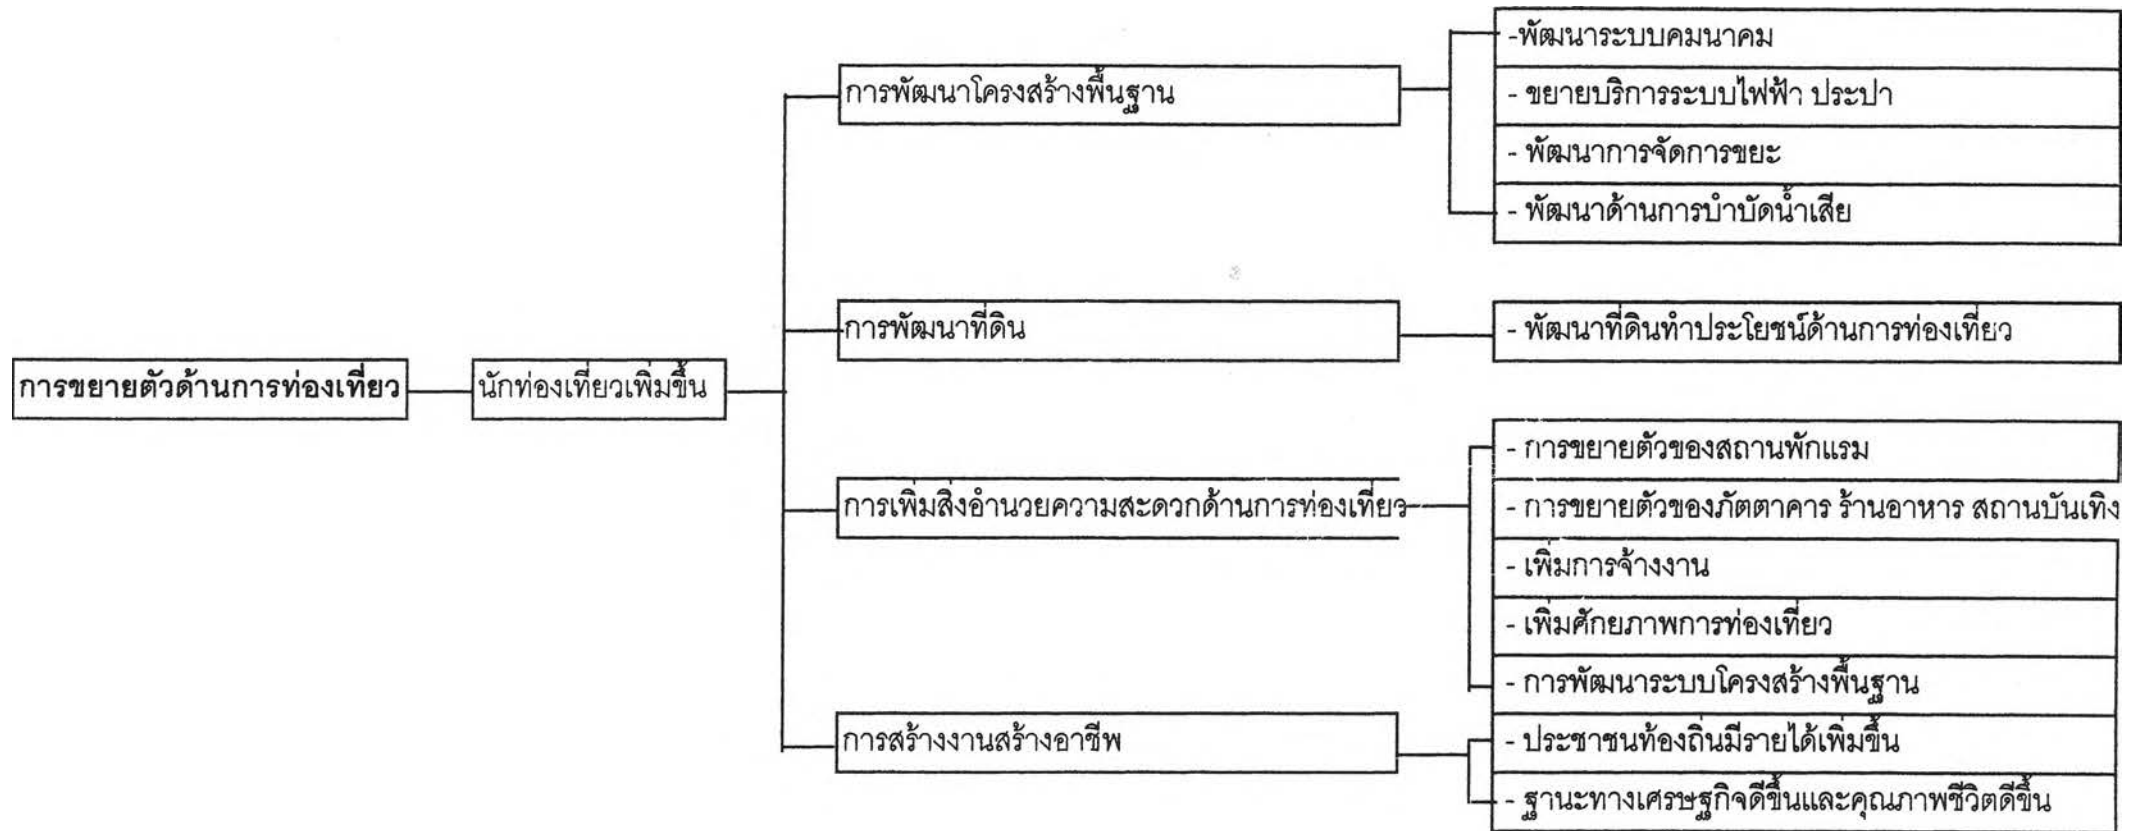 -พัฒนาระบบคมนาคม
การพัฒนาโครงสร้างพื้นฐาน
- ขยายบริการระบบไฟฟ้า ประปา
- พัฒนาการจัดการขยะ
- พัฒนาด้านการบำบัดน้ำเสีย
การพัฒนาที่ดิน
- พัฒนาที่ดินทำประโยชน์ด้านการท่องเที่ยว
การขยายตัวด้านการท่องเที่ยว
นักท่องเที่ยวเพิ่มขึ้น
- การขยายตัวของสถานพักแรม
การเพิ่มสิ่งอำนวยความสะดวกด้านการท่องเที่ยว
- การขยายตัวของภัตตาคาร ร้านอาหาร สถานบันเทิง
- เพิ่มการจ้างงาน
- เพิ่มศักยภาพการท่องเที่ยว
- การพัฒนาระบบโครงสร้างพื้นฐาน
การสร้างงานสร้างอาชีพ
- ประชาชนท้องถิ่นมีรายได้เพิ่มขึ้น
- ฐานะทางเศรษฐกิจดีขึ้นและคุณภาพชีวิตดีขึ้น